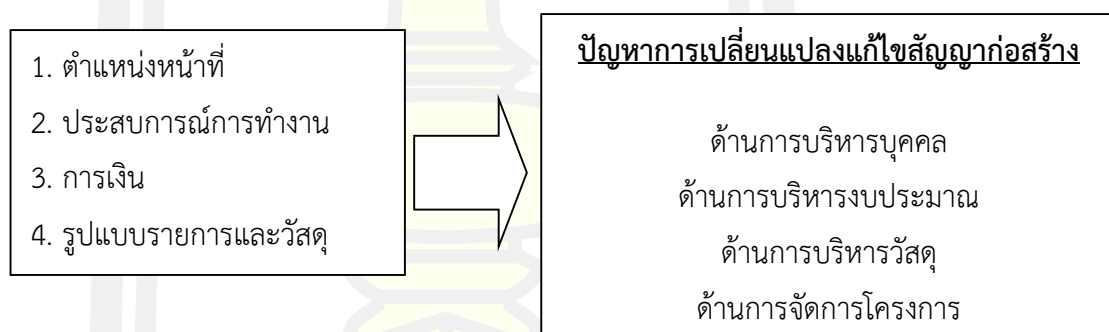 1. ตำแหน่งหน้าที่
2. ประสบการณ์การทำงาน
3. การเงิน
4. รูปแบบรายการและวัสดุ
ปัญหาการเปลี่ยนแปลงแก้ไขสัญญาก่อสร้าง
ด้านการบริหารบุคคล
ด้านการบริหารงบประมาณ
ด้านการบริหารวัสดุ
ด้านการจัดการโครงการ